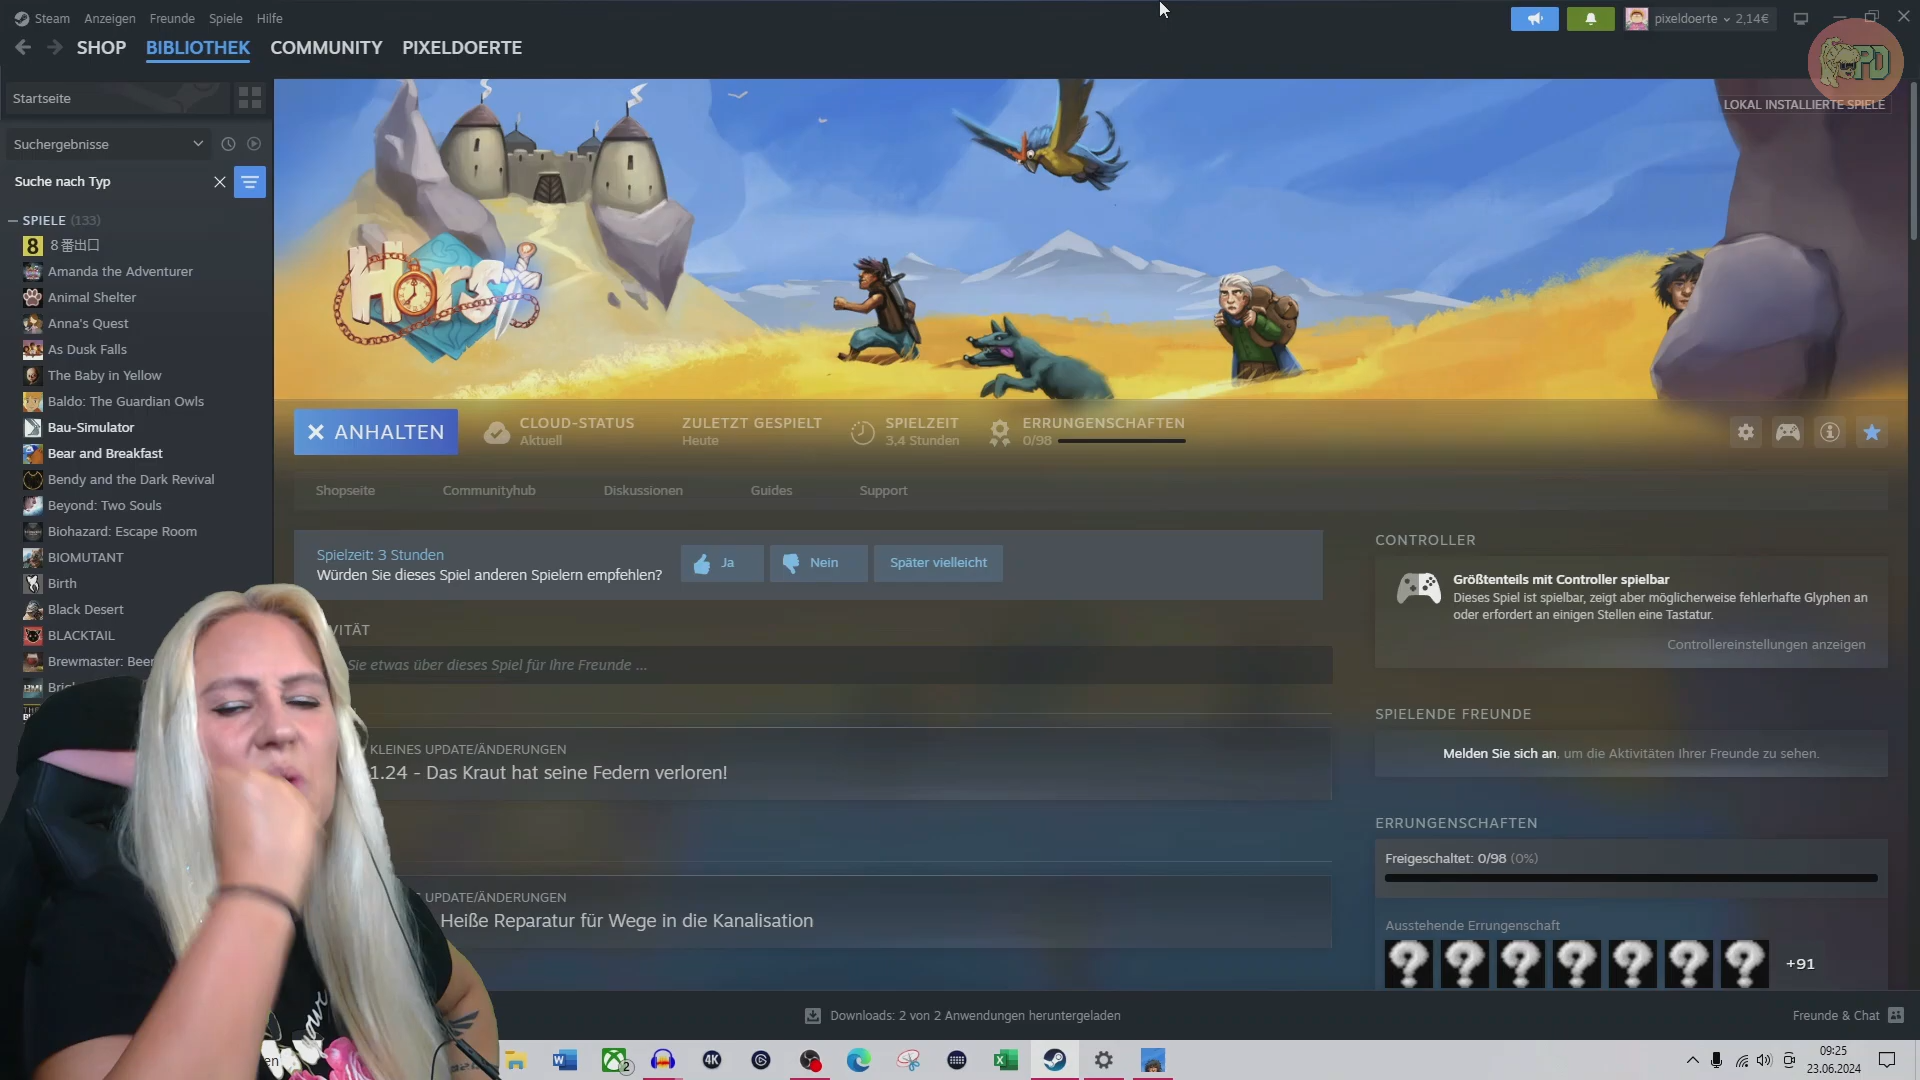 Steam Anzeigen Freunde Spiele Hilfe
pixeldoerte 2,14€
SHOP BIBLIOTHEK COMMUNITY PIXELDOERTE
PD
Startseite
LOKAL INSTALLIERTE SPIELE
Suchergebnisse
Suche nach Typ
SPIELE (133)
8 8番出口
Amanda the Adventurer
Animal Shelter
Anna's Quest
As Dusk Falls
The Baby in Yellow
Baldo: The Guardian Owls
Bau-Simulator
Bear and Breakfast
Bendy and the Dark Revival
Beyond: Two Souls
Biohazard: Escape Room
BIOMUTANT
Birth
Black Desert
BLACKTAIL
Brewmaster: Beer
Horst
ANHALTEN
CLOUD-STATUS
Aktuell
ZULETZT GESPIELT
Heute
SPIELZEIT
3,4 Stunden
ERRUNGENSCHAFTEN
0/98
Shopseite Communityhub Diskussionen Guides Support
Spielzeit: 3 Stunden
Würden Sie dieses Spiel anderen Spielern empfehlen?
Ja Nein Später vielleicht
VITÄT
Sie etwas über dieses Spiel für Ihre Freunde ...
KLEINES UPDATE/ÄNDERUNGEN
1.24 - Das Kraut hat seine Federn verloren!
UPDATE/ÄNDERUNGEN
Heiße Reparatur für Wege in die Kanalisation
CONTROLLER
Größtenteils mit Controller spielbar
Dieses Spiel ist spielbar, zeigt aber möglicherweise fehlerhafte Glyphen an
oder erfordert an einigen Stellen eine Tastatur.
Controllereinstellungen anzeigen
SPIELENDE FREUNDE
Melden Sie sich an, um die Aktivitäten Ihrer Freunde zu sehen.
ERRUNGENSCHAFTEN
Freigeschaltet: 0/98 (0%)
Ausstehende Errungenschaft
+91
Downloads: 2 von 2 Anwendungen heruntergeladen
Freunde & Chat
en
2
4K
09:25
23.06.2024